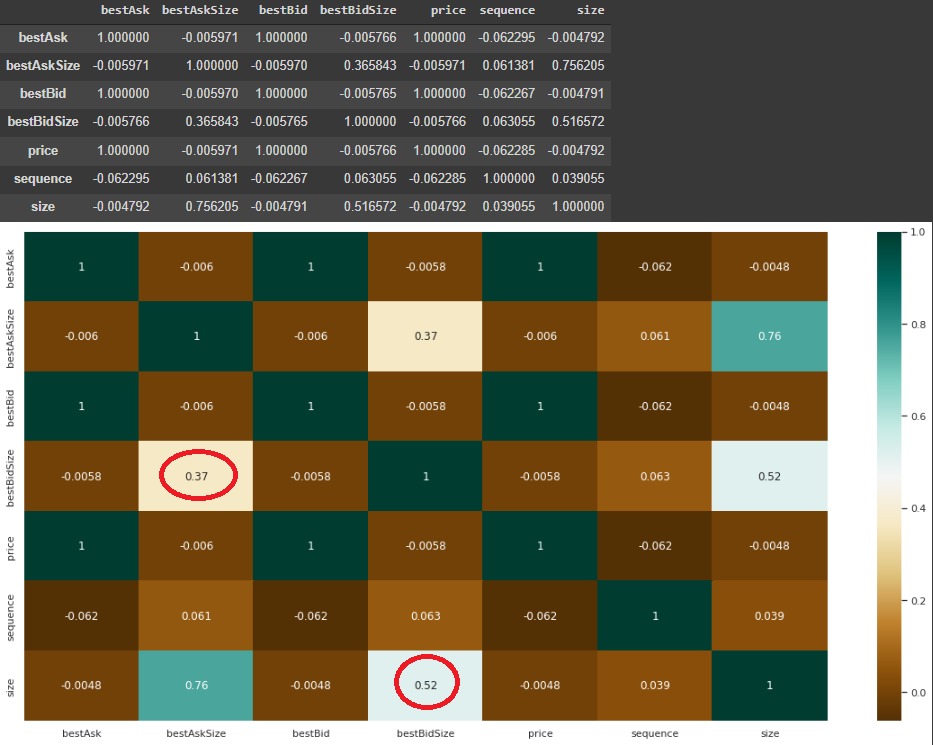 bestAsk bestAskSize bestBid bestBidSize price sequence size
bestAsk 1.000000 -0.005971 1.000000 -0.005766 1.000000 -0.062295 -0.004792
bestAskSize -0.005971 1.000000 -0.005970 0.365843 -0.005971 0.061381 0.756205
bestBid 1.000000 -0.005970 1.000000 -0.005765 1.000000 -0.062267 -0.004791
bestBidSize -0.005766 0.365843 -0.005765 1.000000 -0.005766 0.063055 0.516572
price 1.000000 -0.005971 1.000000 -0.005766 1.000000 -0.062285 -0.004792
sequence -0.062295 0.061381 -0.062267 0.063055 -0.062285 1.000000 0.039055
size -0.004792 0.756205 -0.004791 0.516572 -0.004792 0.039055 1.000000
bestAsk 1 -0.006 1 -0.0058 1 -0.062 -0.0048
bestAskSize -0.006 1 -0.006 0.37 -0.006 0.061 0.76
bestBid 1 -0.006 1 -0.0058 1 -0.062 -0.0048
bestBidSize -0.0058 0.37 -0.0058 1 -0.0058 0.063 0.52
price 1 -0.006 1 -0.0058 1 -0.062 -0.0048
sequence -0.062 0.061 -0.062 0.063 -0.062 1 0.039
size -0.0048 0.76 -0.0048 0.52 -0.0048 0.039 1
bestAsk bestAskSize bestBid bestBidSize price sequence size
1.0
0.8
0.6
0.4
0.2
0.0